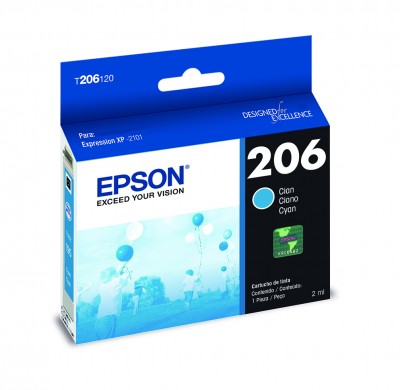 T206120
DESIGNED for
EXCELLENCE
Para:
Expression XP -2101
EPSON®
EXCEED YOUR VISION
206
Cian
Ciano
Cyan
Cartucho de tinta
Contenido / Conteúdo
1 Pieza / Peça
2 ml